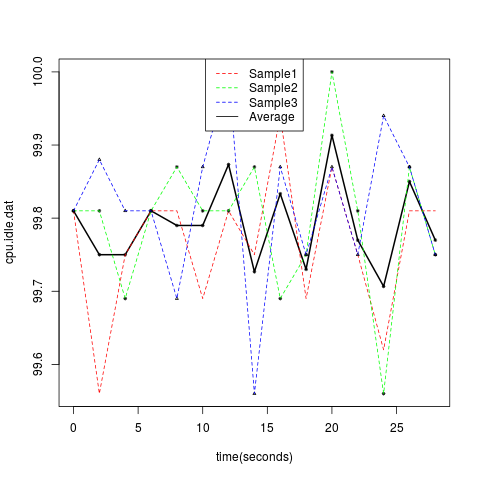 Sample1
Sample2
Sample3
Average
cpu.idle.dat
100.0
99.9
99.8
99.7
99.6
0
5
10
15
20
25
time(seconds)